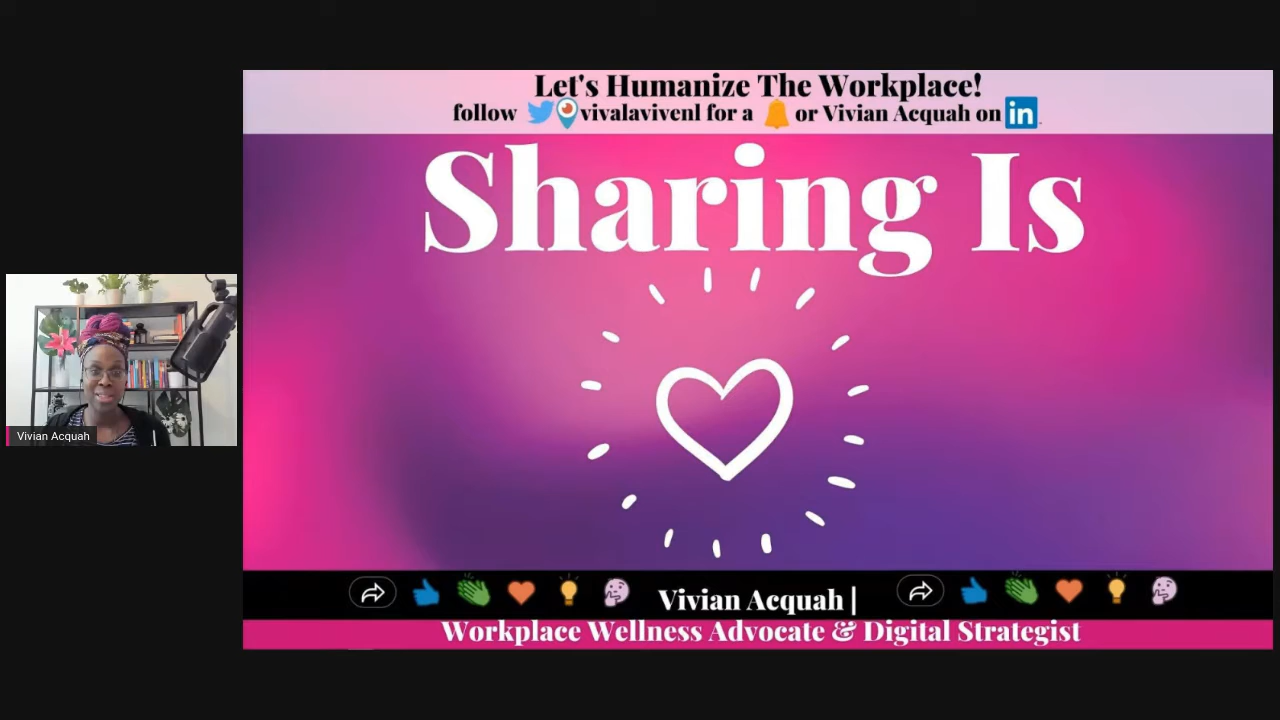 Let's Humanize The Workplace!
follow vivalavivenl for a or Vivian Acquah on in
Sharing Is
Vivian Acquah
Vivian Acquah |
Workplace Wellness Advocate & Digital Strategist